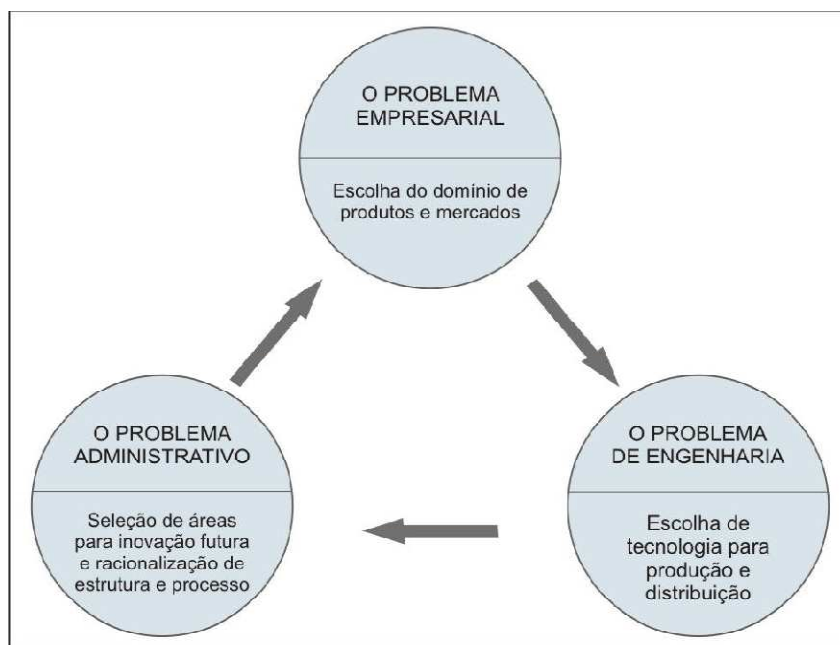 O PROBLEMA
EMPRESARIAL
Escolha do domínio de
produtos e mercados
O PROBLEMA
ADMINISTRATIVO
Seleção de áreas
para inovação futura
e racionalização de
estrutura e processo
O PROBLEMA
DE ENGENHARIA
Escolha de
tecnologia para
produção e
distribuição